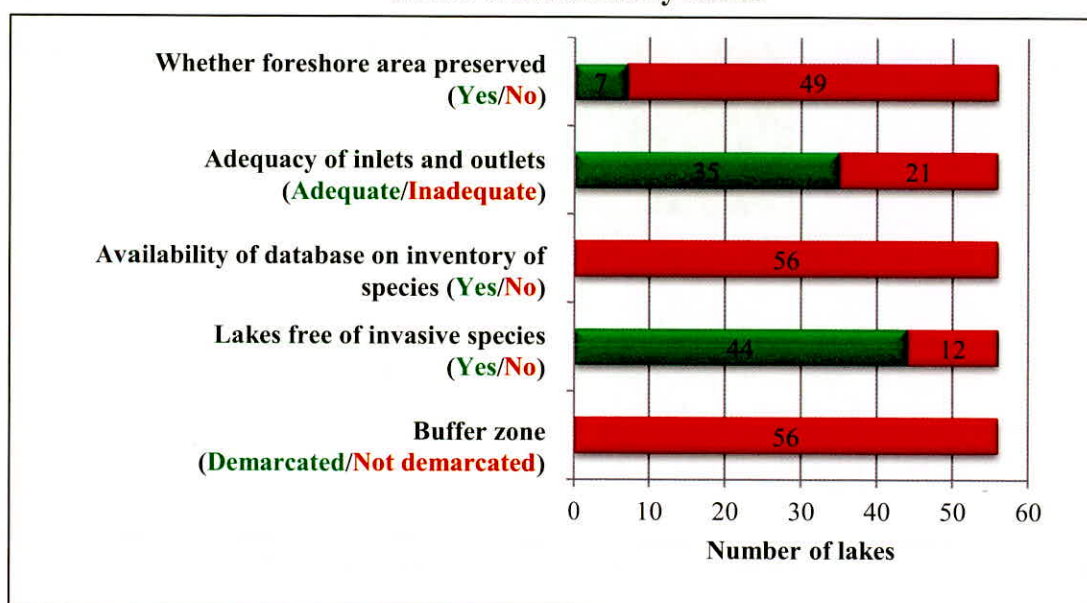 Whether foreshore area preserved
(Yes/No)
7 49
Adequacy of inlets and outlets
(Adequate/Inadequate)
35 21
Availability of database on inventory of
species (Yes/No)
56
Lakes free of invasive species
(Yes/No)
44 12
Buffer zone
(Demarcated/Not demarcated)
56
0 10 20 30 40 50 60
Number of lakes